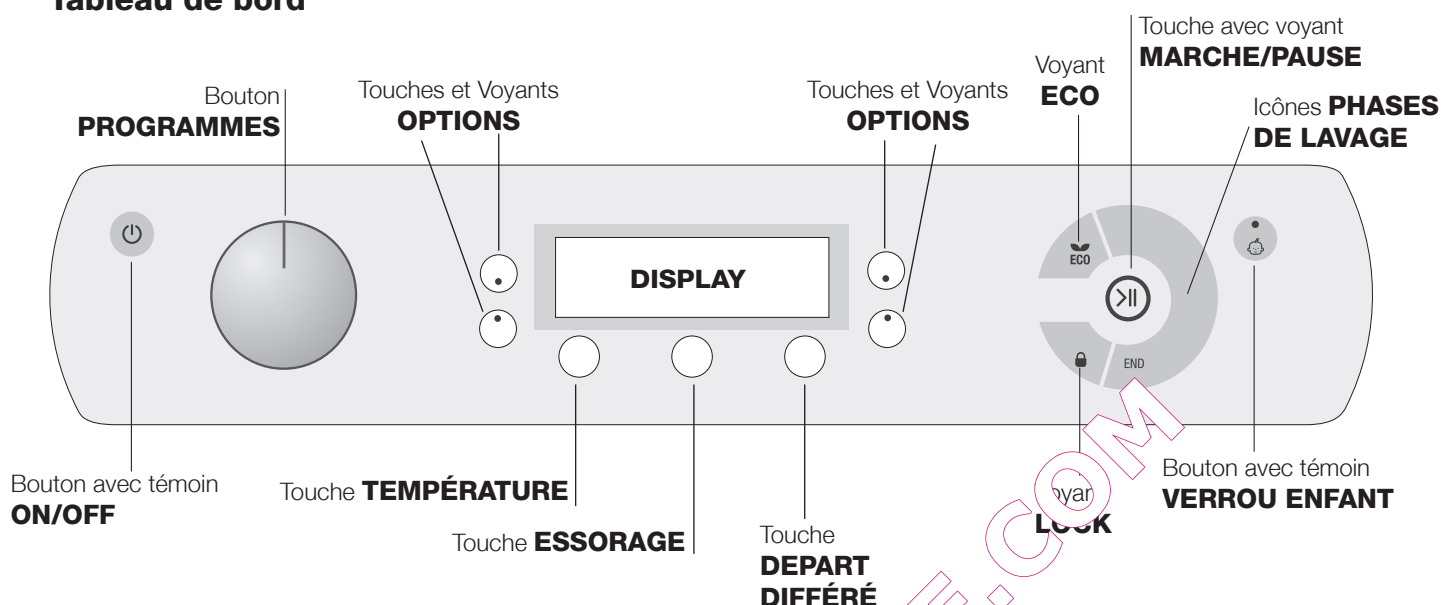 Tableau de bord
Touche avec voyant
MARCHE/PAUSE
Voyant
ECO
Touches et Voyants
OPTIONS
Touches et Voyants
OPTIONS
Bouton
PROGRAMMES
Icônes PHASES
DE LAVAGE
DISPLAY
ECO
END
Bouton avec témoin
ON/OFF
Touche TEMPÉRATURE
Touche ESSORAGE
Touche
DEPART
DIFFÉRÉ
LOCK
Bouton avec témoin
VERROU ENFANT
E.COM